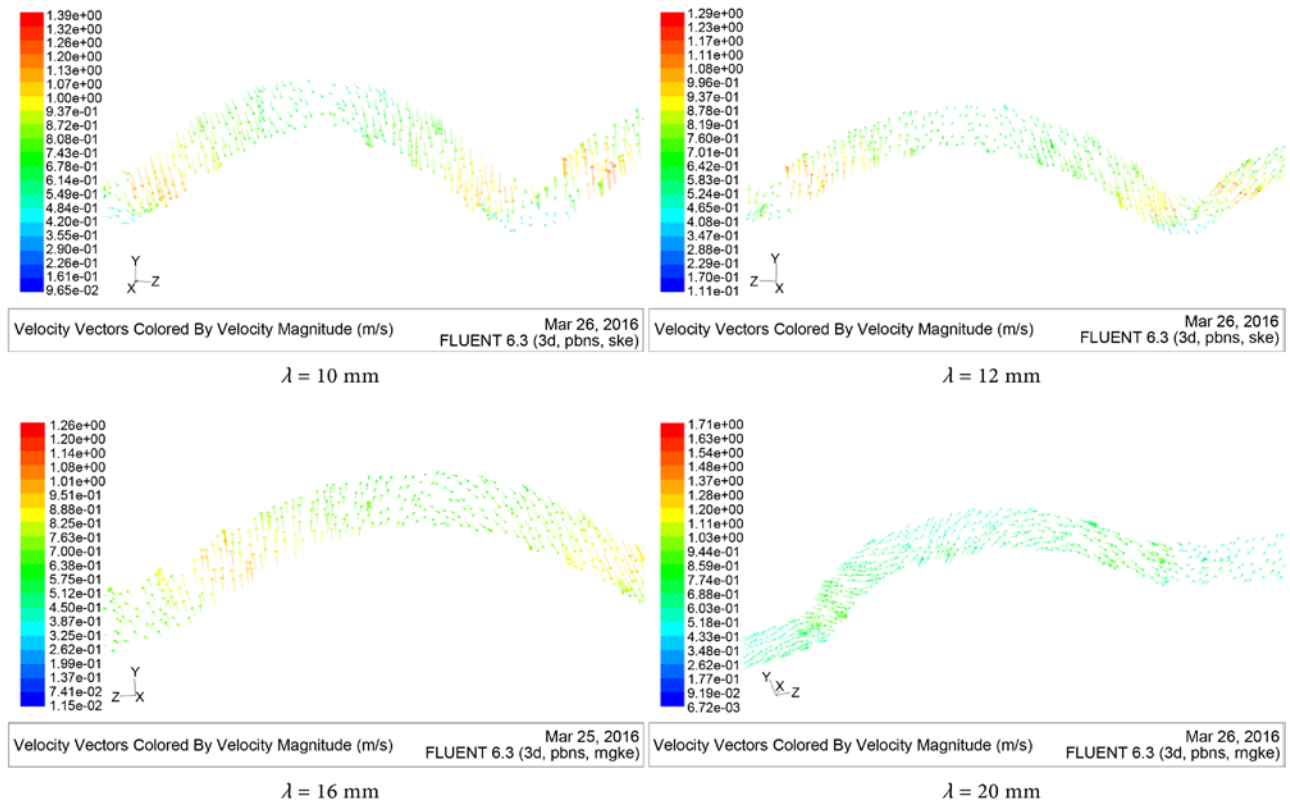 1.39e+00
1.32e+00
1.26e+00
1.20e+00
1.13e+00
1.07e+00
1.00e+00
9.37e-01
8.72e-01
8.08e-01
7.43e-01
6.78e-01
6.14e-01
5.49e-01
4.84e-01
4.20e-01
3.55e-01
2.90e-01
2.26e-01
1.61e-01
9.65e-02
Y
X Z
Velocity Vectors Colored By Velocity Magnitude (m/s)
Mar 26, 2016
FLUENT 6.3 (3d, pbns, ske)
λ = 10 mm
1.29e+00
1.23e+00
1.17e+00
1.11e+00
1.08e+00
9.96e-01
9.37e-01
8.78e-01
8.19e-01
7.60e-01
7.01e-01
6.42e-01
5.83e-01
5.24e-01
4.65e-01
4.06e-01
3.47e-01
2.88e-01
2.29e-01
1.70e-01
1.11e-01
Y
Z X
Velocity Vectors Colored By Velocity Magnitude (m/s)
Mar 26, 2016
FLUENT 6.3 (3d, pbns, ske)
λ = 12 mm
1.26e+00
1.20e+00
1.14e+00
1.08e+00
1.01e+00
9.51e-01
8.88e-01
8.25e-01
7.63e-01
7.00e-01
6.38e-01
5.75e-01
5.12e-01
4.50e-01
3.87e-01
3.25e-01
2.62e-01
1.99e-01
1.37e-01
7.41e-02
1.15e-02
Y
Z X
Velocity Vectors Colored By Velocity Magnitude (m/s)
Mar 25, 2016
FLUENT 6.3 (3d, pbns, rngke)
λ = 16 mm
1.71e+00
1.63e+00
1.54e+00
1.48e+00
1.37e+00
1.28e+00
1.20e+00
1.11e+00
1.03e+00
9.44e-01
8.59e-01
7.74e-01
6.88e-01
6.03e-01
5.18e-01
4.33e-01
3.48e-01
2.62e-01
1.77e-01
9.19e-02
6.72e-03
Y X Z
Velocity Vectors Colored By Velocity Magnitude (m/s)
Mar 26, 2016
FLUENT 6.3 (3d, pbns, rngke)
λ = 20 mm